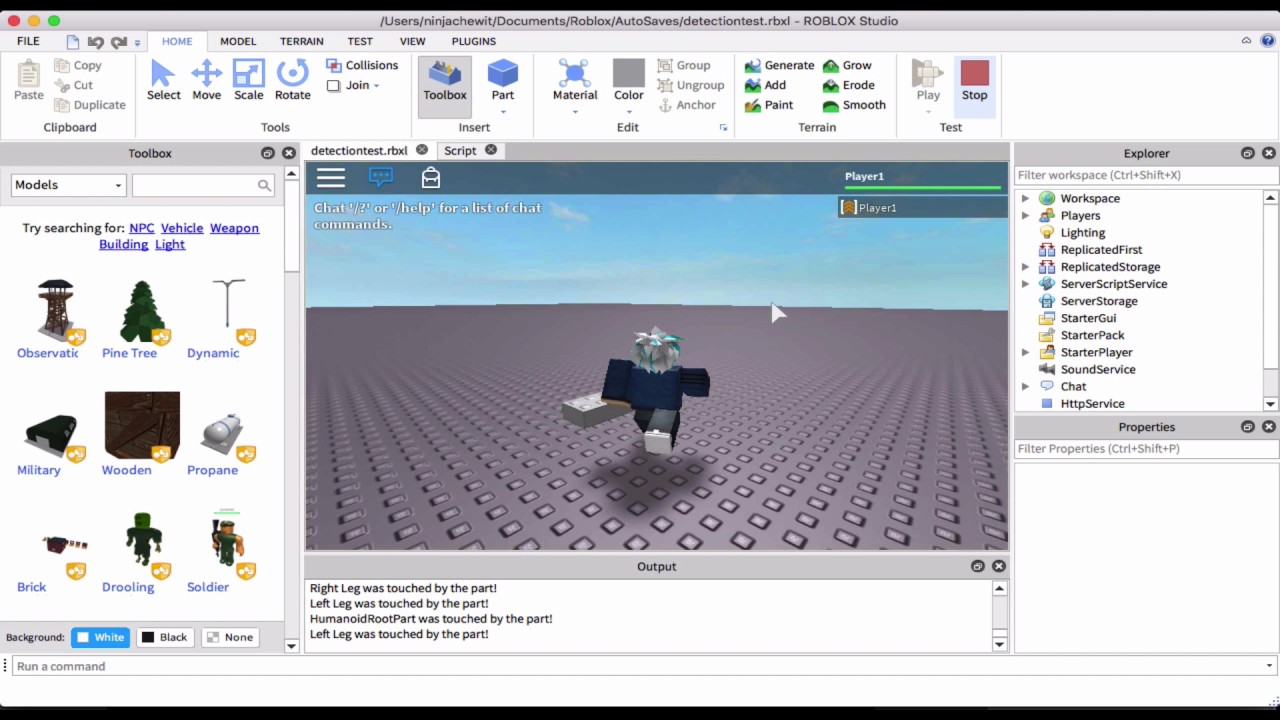 /Users/ninjachewit/Documents/Roblox/AutoSaves/detectiontest.rbxl - ROBLOX Studio
FILE HOME MODEL TERRAIN TEST VIEW PLUGINS
Paste
Copy
Cut
Duplicate
Clipboard
Select Move Scale Rotate
Collisions
Join
Tools
Toolbox Part
Insert
Material Color
Group
Ungroup
Anchor
Edit
Generate Grow
Add Erode
Paint Smooth
Terrain
Play Stop
Test
Toolbox
Models
Try searching for: NPC Vehicle Weapon
Building Light
Observatic Pine Tree Dynamic
Military Wooden Propane
Brick Drooling Soldier
Background: White Black None
detectiontest.rbxl Script
Chat '/?' or '/help' for a list of chat
commands.
Player1
Player1
Output
Right Leg was touched by the part!
Left Leg was touched by the part!
HumanoidRootPart was touched by the part!
Left Leg was touched by the part!
Explorer
Filter workspace (Ctrl+Shift+X)
Workspace
Players
Lighting
ReplicatedFirst
ReplicatedStorage
ServerScriptService
ServerStorage
StarterGui
StarterPack
StarterPlayer
SoundService
Chat
HttpService
Properties
Filter Properties (Ctrl+Shift+P)
Run a command